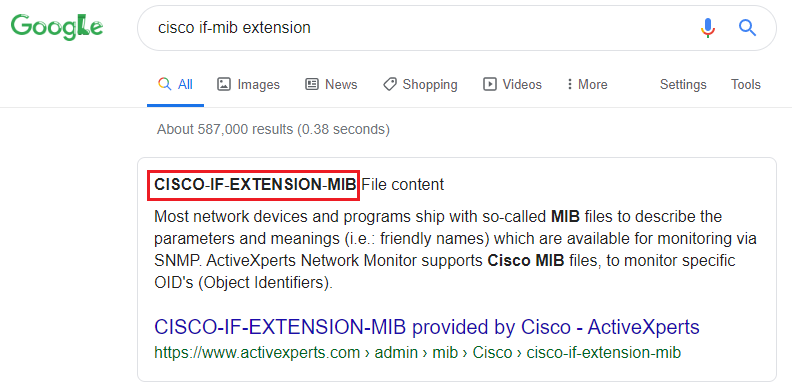 Google
cisco if-mib extension
All Images News Shopping Videos More Settings Tools
About 587,000 results (0.38 seconds)
CISCO-IF-EXTENSION-MIB File content
Most network devices and programs ship with so-called MIB files to describe the
parameters and meanings (i.e.: friendly names) which are available for monitoring via
SNMP. ActiveXperts Network Monitor supports Cisco MIB files, to monitor specific
OID's (Object Identifiers).
CISCO-IF-EXTENSION-MIB provided by Cisco - ActiveXperts
https://www.activexperts.com › admin › mib › Cisco › cisco-if-extension-mib